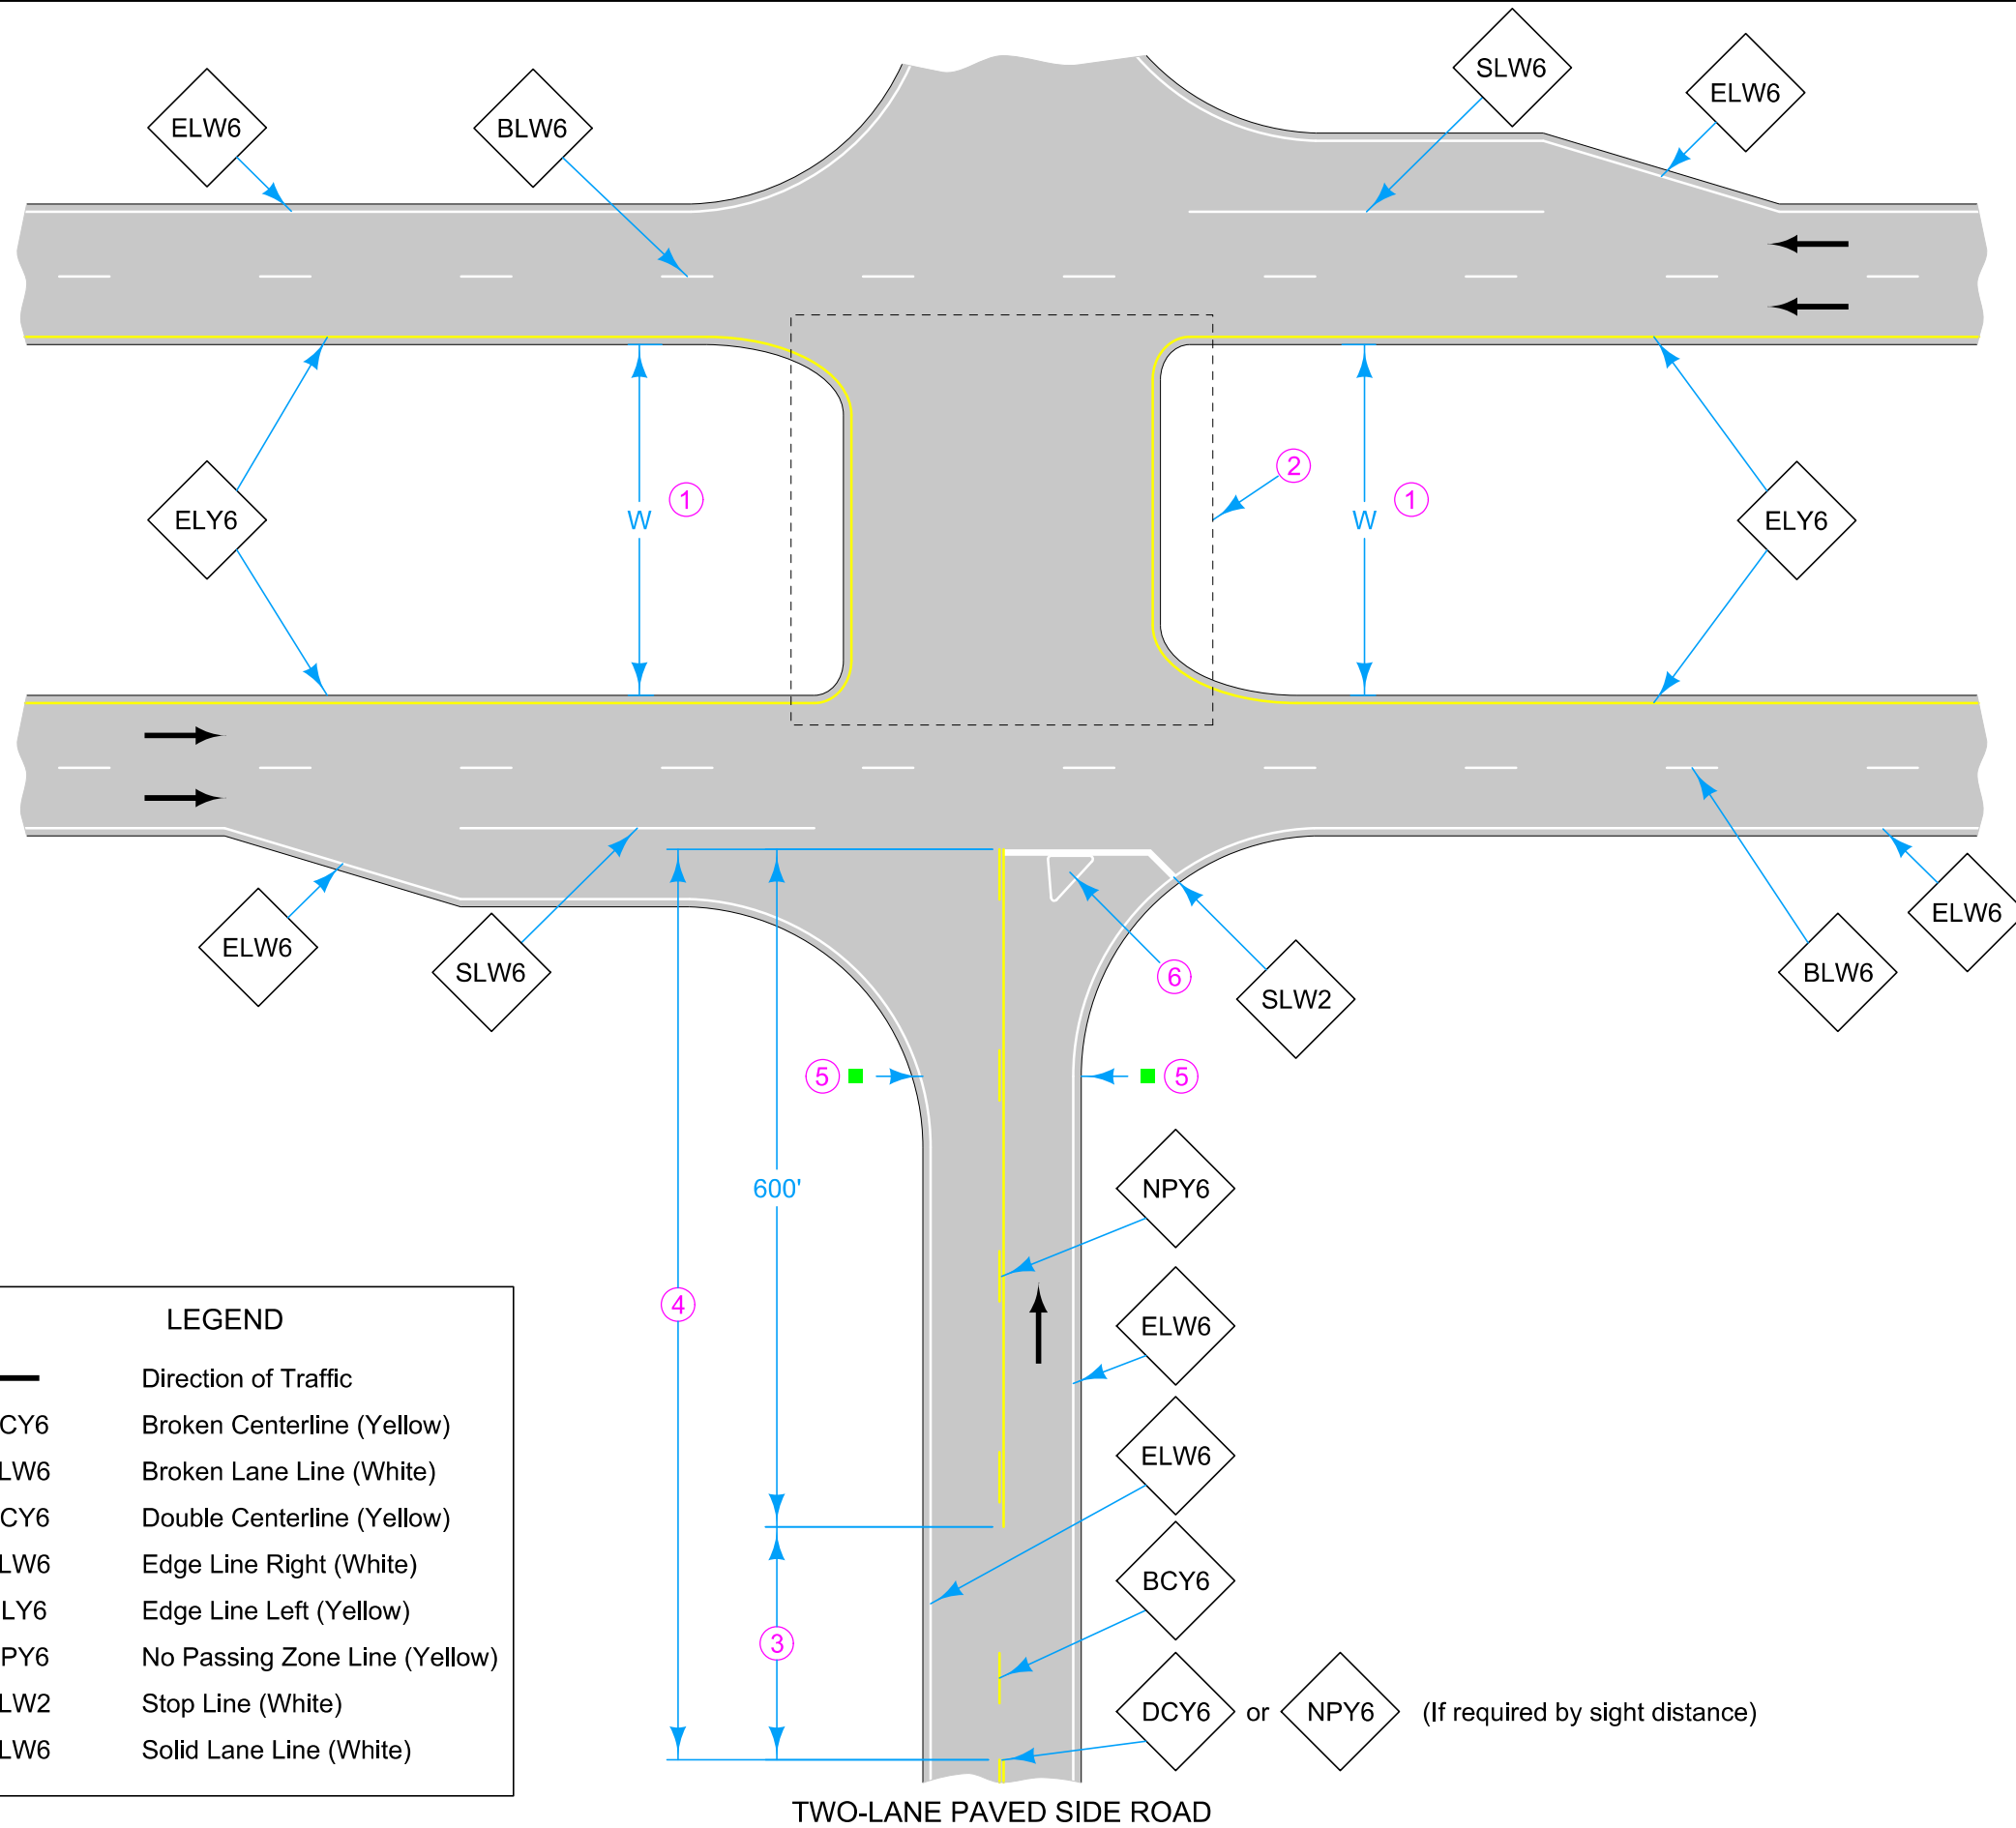 SLW6
ELW6
ELW6
BLW6
2
1
1
W
W
ELY6
ELY6
ELW6
ELW6
SLW6
6
SLW2
BLW6
5
5
NPY6
600'
4
ELW6
ELW6
BCY6
3
DCY6 or NPY6 (If required by sight distance)
TWO-LANE PAVED SIDE ROAD
LEGEND
Direction of Traffic
CY6 Broken Centerline (Yellow)
LW6 Broken Lane Line (White)
CY6 Double Centerline (Yellow)
LW6 Edge Line Right (White)
LY6 Edge Line Left (Yellow)
PY6 No Passing Zone Line (Yellow)
LW2 Stop Line (White)
LW6 Solid Lane Line (White)